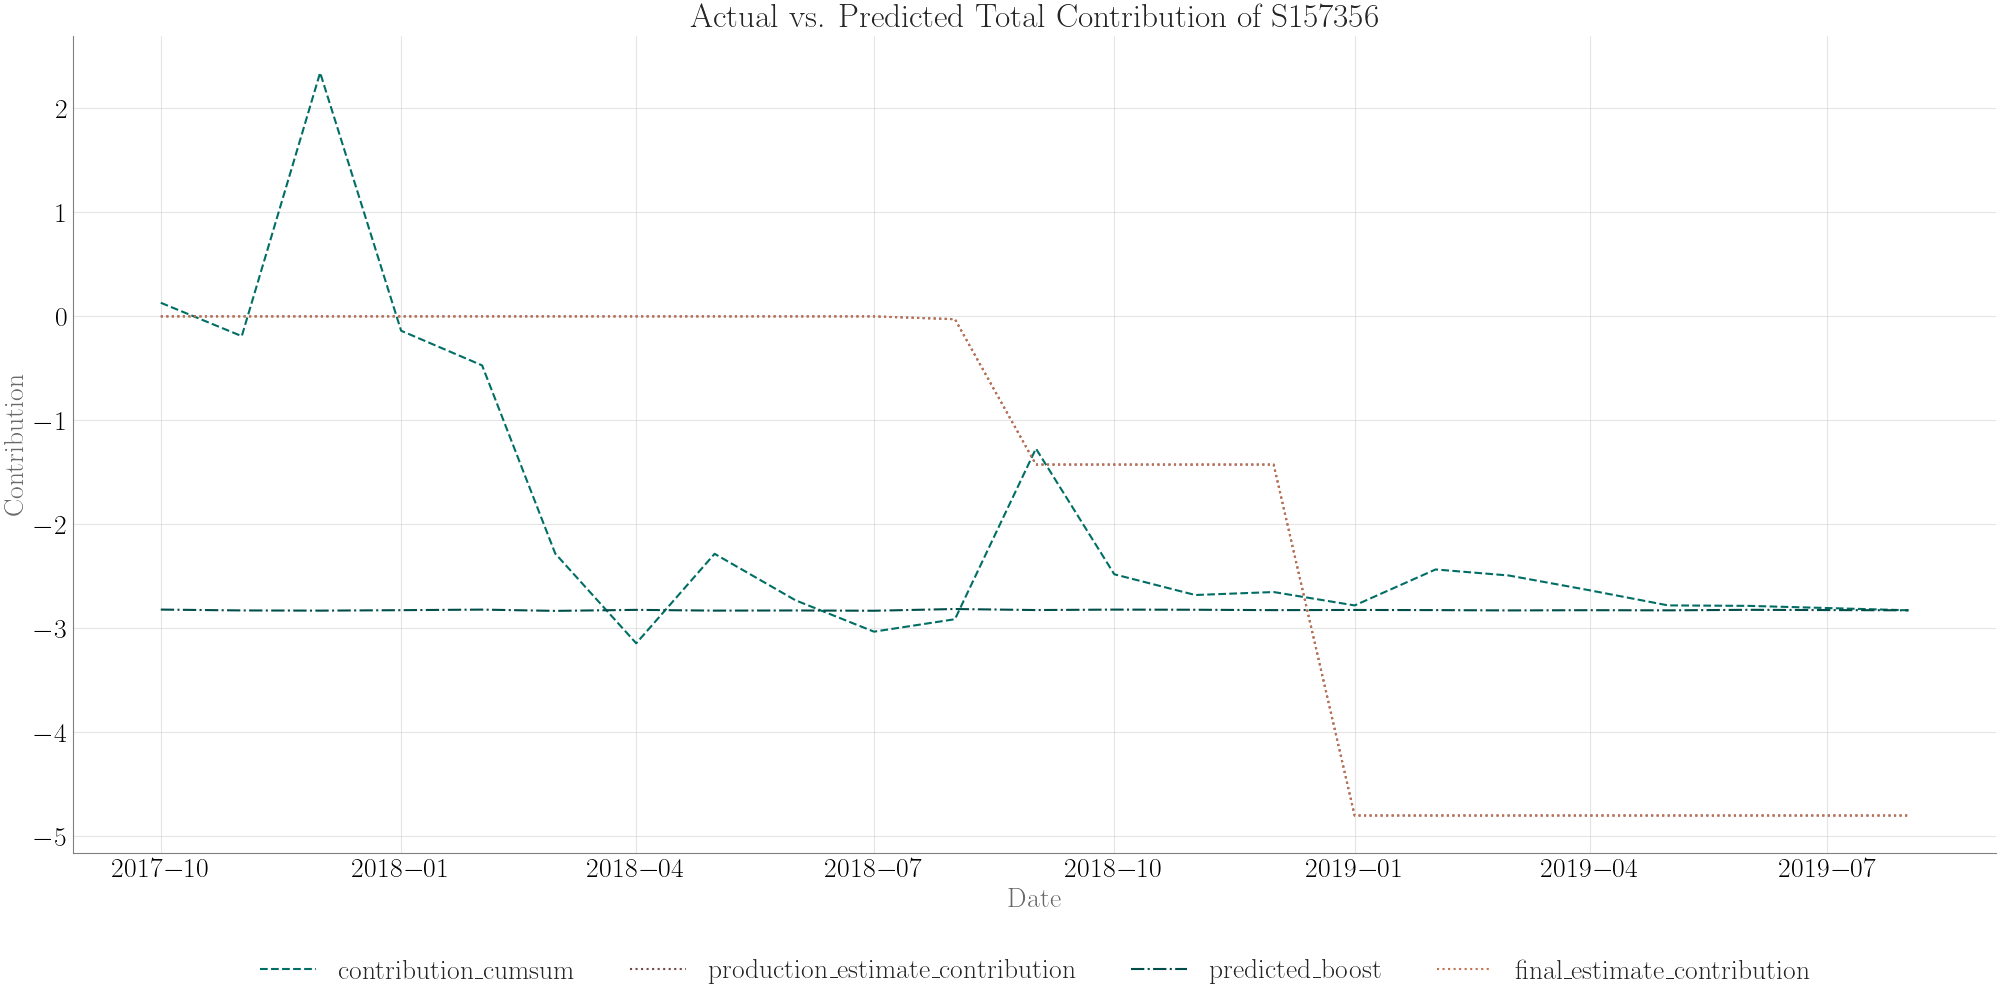 Actual vs. Predicted Total Contribution of S157356
Contribution
2
1
0
−1
−2
−3
−4
−5
2017−10 2018−01 2018−04 2018−07 2018−10 2019−01 2019−04 2019−07
Date
contribution_cumsum production_estimate_contribution predicted_boost final_estimate_contribution